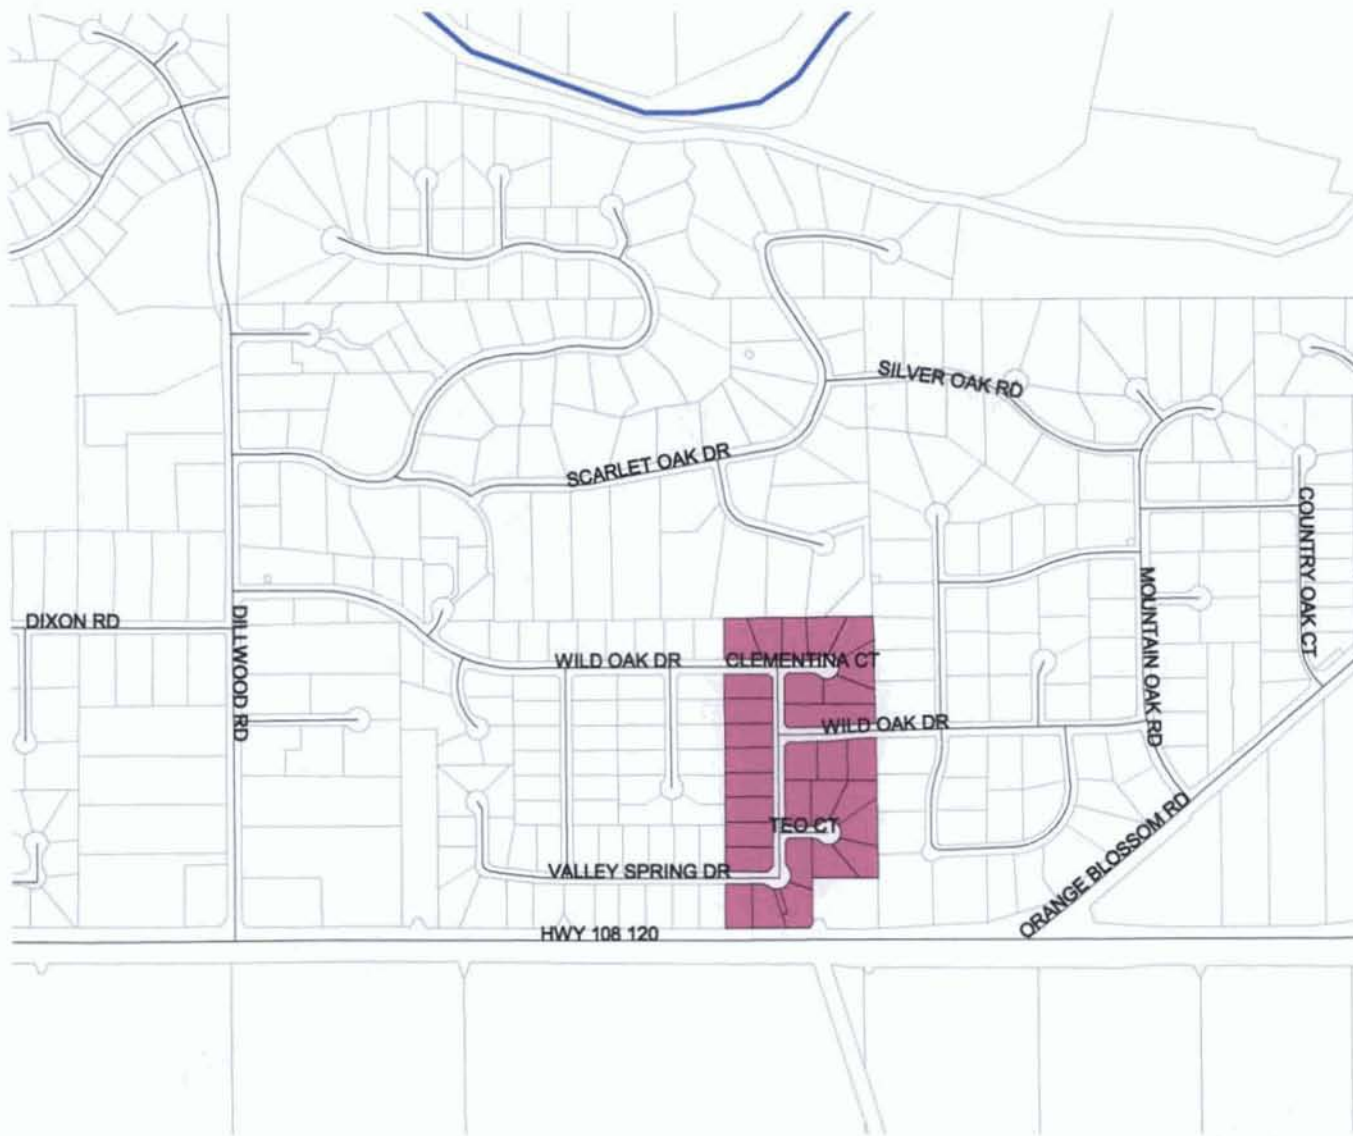 SILVER OAK RD
SCARLET OAK DR
COUNTRY OAK CT
DIXON RD
DILLWOOD RD
MOUNTAIN OAK RD
WILD OAK DR
CLEMENTINA CT
WILD OAK DR
TEO CT
ORANGE BLOSSOM RD
VALLEY SPRING DR
HWY 108 120